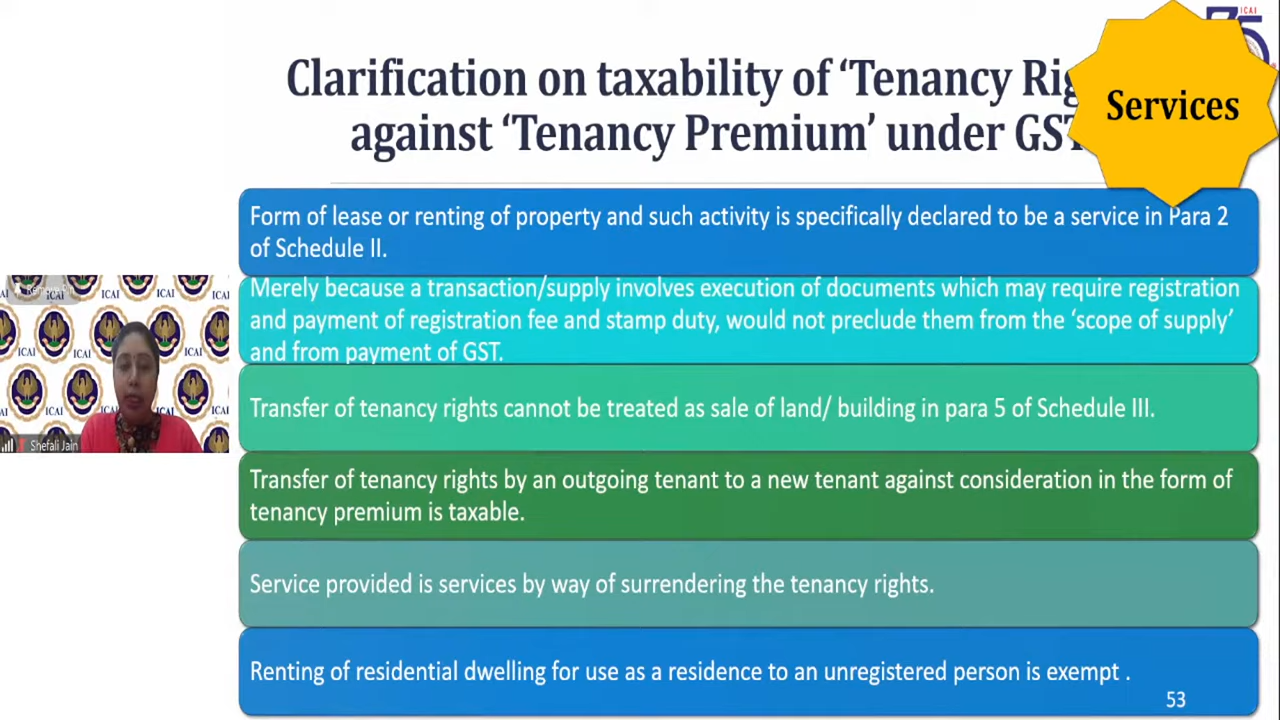 ICAI
75
Clarification on taxability of ‘Tenancy
against ‘Tenancy Premium’ under
Services
Form of lease or renting of property and such activity is specifically declared to be a service in Para 2
of Schedule II.
Merely because a transaction/supply involves execution of documents which may require registration
and payment of registration fee and stamp duty, would not preclude them from the ‘scope of supply’
and from payment of GST.
Transfer of tenancy rights cannot be treated as sale of land/ building in para 5 of Schedule III.
Transfer of tenancy rights by an outgoing tenant to a new tenant against consideration in the form of
tenancy premium is taxable.
Service provided is services by way of surrendering the tenancy rights.
Renting of residential dwelling for use as a residence to an unregistered person is exempt .
53
ICAI
ICAI
ICAI
ICAI
ICAI
Shefali Jain